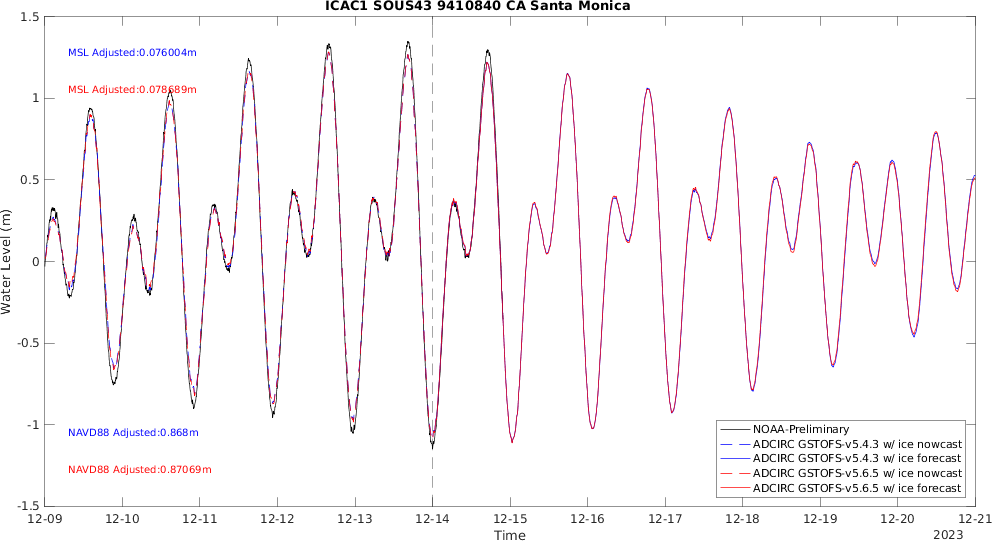 ICAC1 SOUS43 9410840 CA Santa Monica
1.5
1
0.5
0
-0.5
-1
-1.5
Water Level (m)
MSL Adjusted:0.076004m
MSL Adjusted:0.078689m
NAVD88 Adjusted:0.868m
NAVD88 Adjusted:0.87069m
NOAA-Preliminary
ADCIRC GSTOFS-v5.4.3 w/ ice nowcast
ADCIRC GSTOFS-v5.4.3 w/ ice forecast
ADCIRC GSTOFS-v5.6.5 w/ ice nowcast
ADCIRC GSTOFS-v5.6.5 w/ ice forecast
12-09 12-10 12-11 12-12 12-13 12-14 12-15 12-16 12-17 12-18 12-19 12-20 12-21
Time
2023